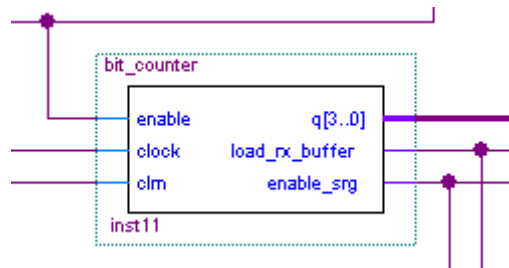 bit_counter
enable q[3..0]
clock load_rx_buffer
clrn enable_srg
inst11